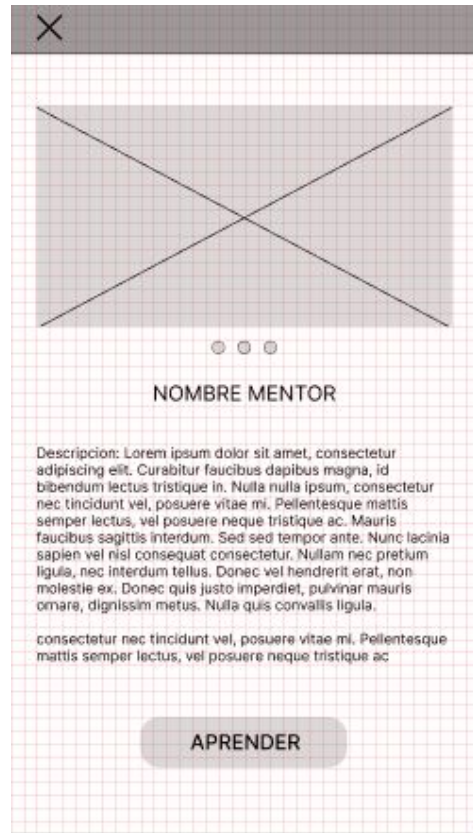 NOMBRE MENTOR
Descripcion: Lorem ipsum dolor sit amet, consectetur
adipiscing elit. Curabitur faucibus dapibus magna, id
bibendum lectus tristique in. Nulla nulla ipsum, consectetur
nec tincidunt vel, posuere vitae mi. Pellentesque mattis
semper lectus, vel posuere neque tristique ac. Mauris
faucibus sagittis interdum. Sed sed tempor ante. Nunc lacinia
sapien vel nisl consequat consectetur. Nullam nec pretium
ligula, nec interdum tellus. Donec vel hendrerit erat, non
molestie ex. Donec quis justo imperdiet, pulvinar mauris
ornare, dignissim metus. Nulla quis convallis ligula.
consectetur nec tincidunt vel, posuere vitae mi. Pellentesque
mattis semper lectus, vel posuere neque tristique ac
APRENDER